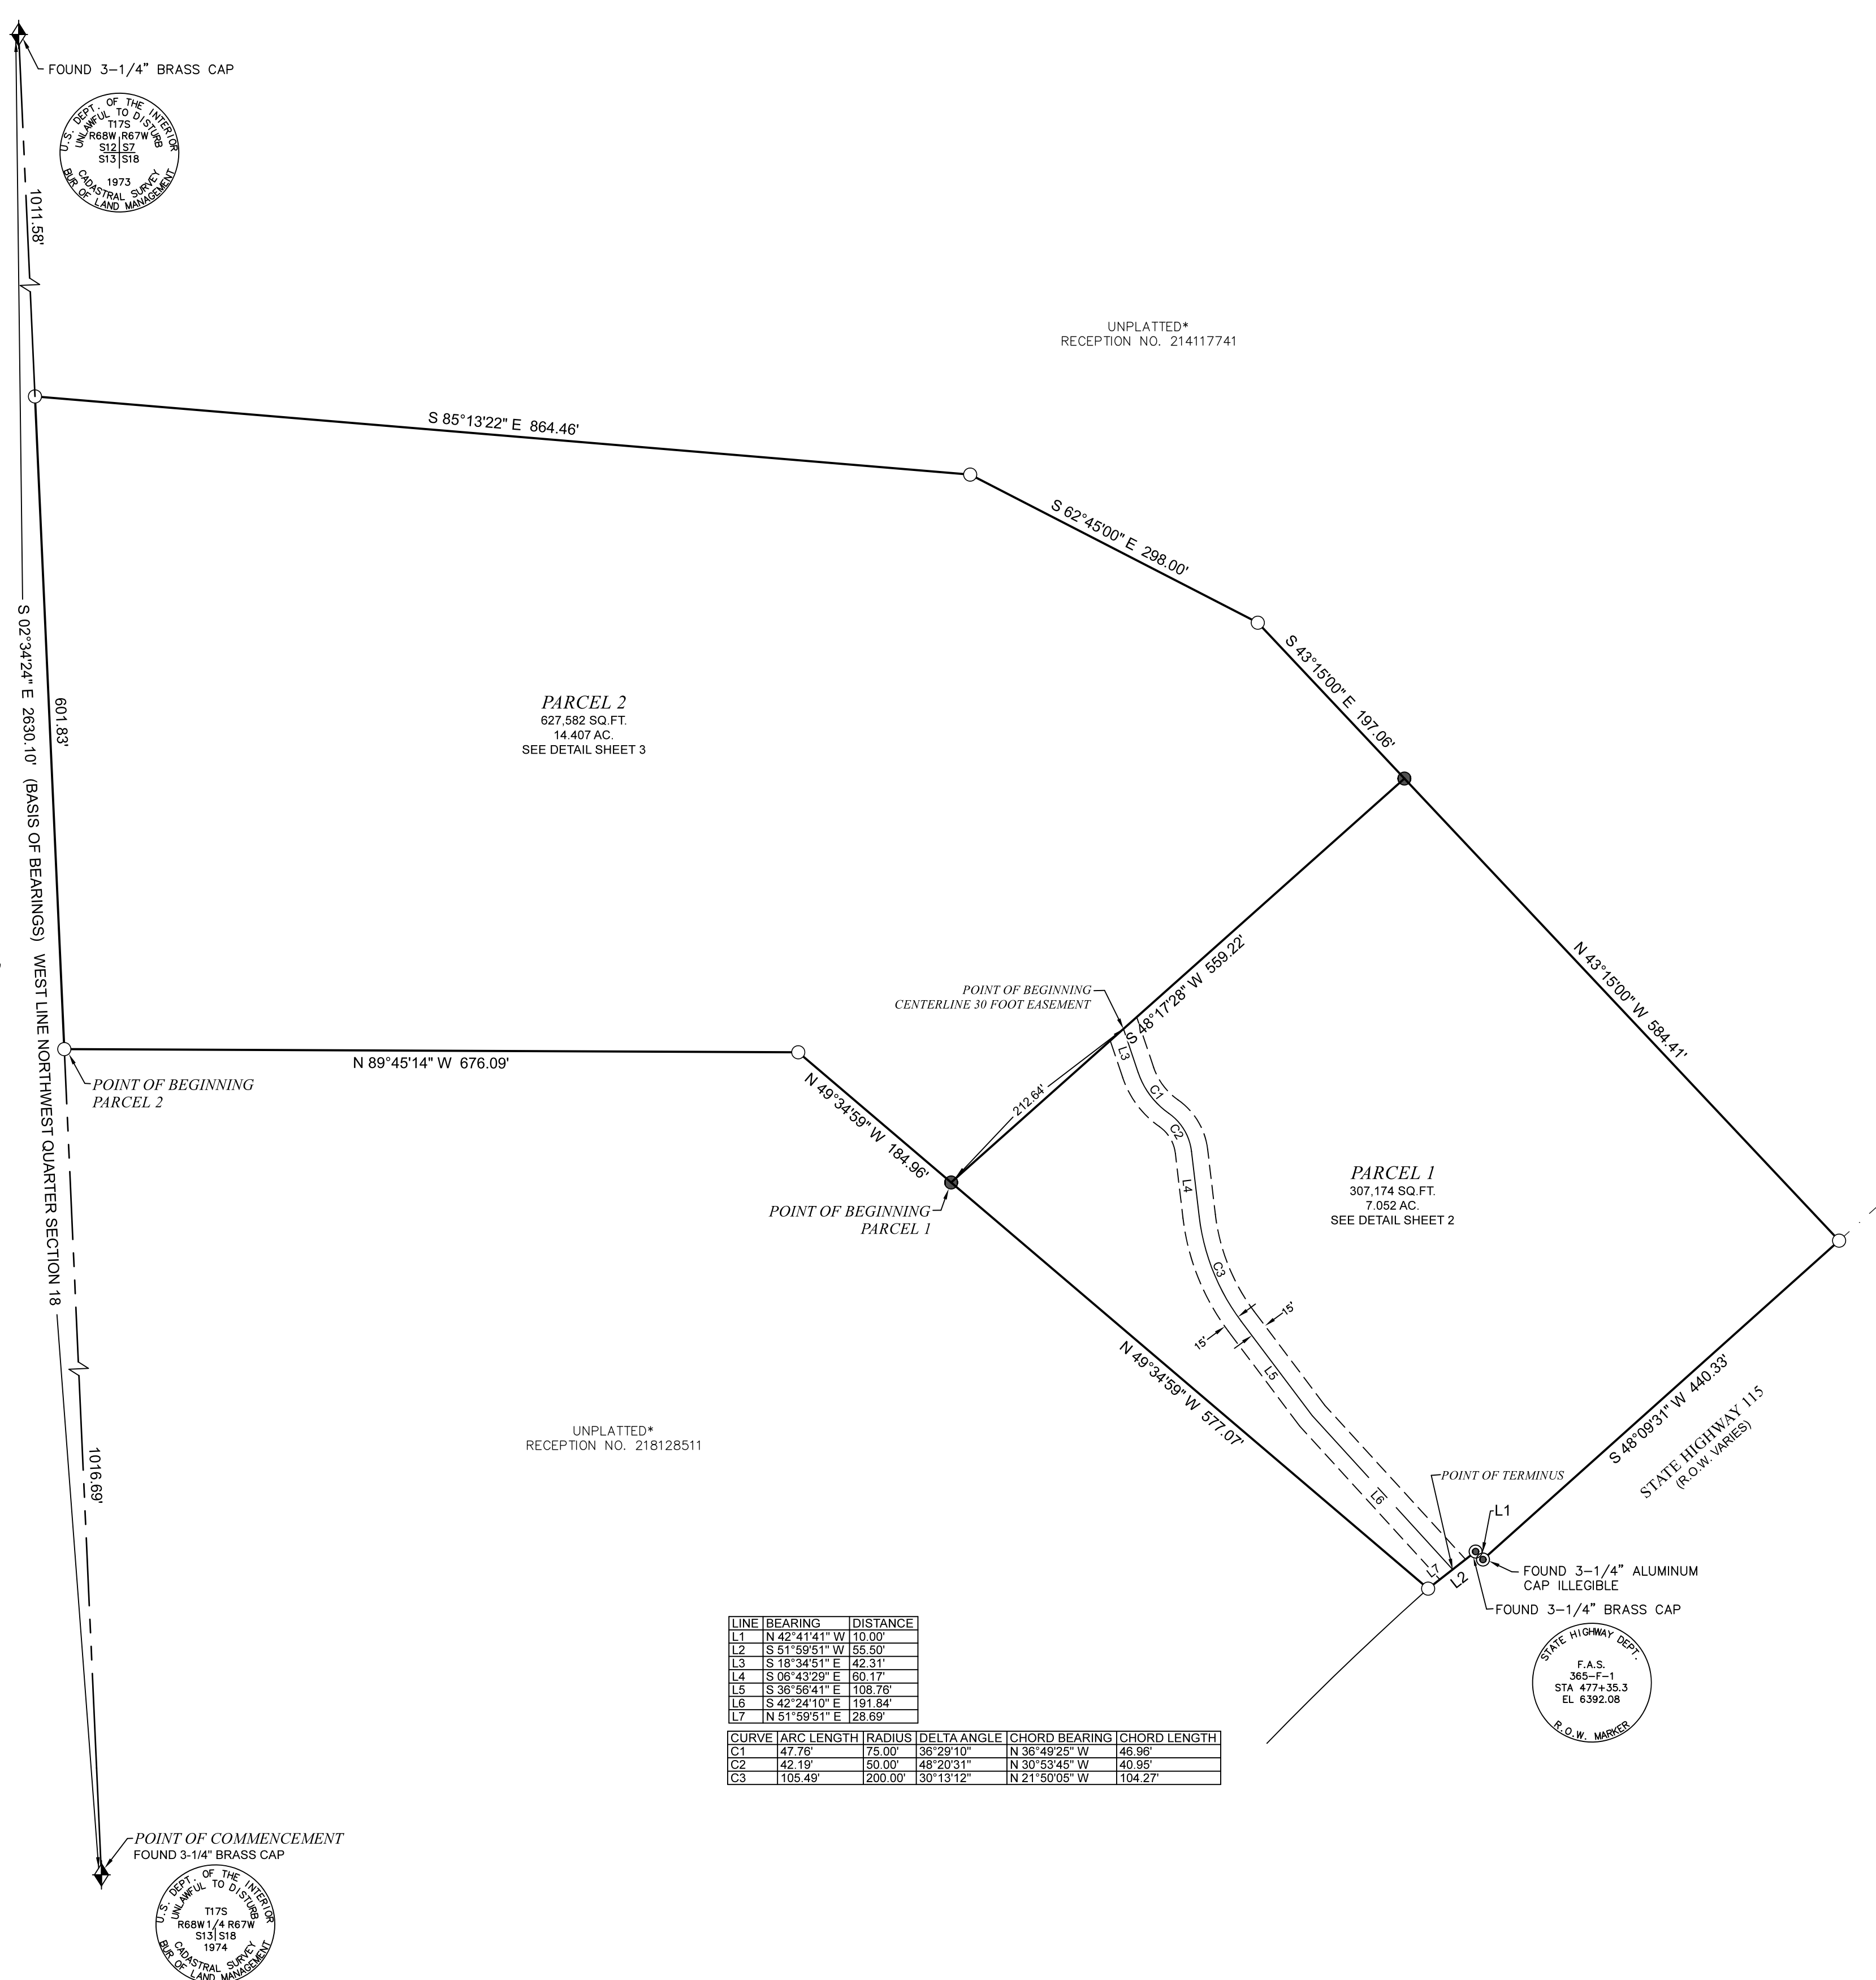 FOUND 3-1/4" BRASS CAP
U.S. DEPT. OF THE INTERIOR
UNLAWFUL TO DISTURB
T17S
R68W R67W
S12 S7
S13 S18
1973
CADASTRAL SURVEY
BUR OF LAND MANAGEMENT
1011.58'
UNPLATTED*
RECEPTION NO. 214117741
S 85°13'22" E 864.46'
S 62°45'00" E 298.00'
S 43°15'00" E 197.06'
S 02°34'24" E 2630.10' (BASIS OF BEARINGS) WEST LINE NORTHWEST QUARTER SECTION 18
601.83'
PARCEL 2
627,582 SQ.FT.
14.407 AC.
SEE DETAIL SHEET 3
S 48°17'28" W 559.22'
N 43°15'00" W 584.41'
POINT OF BEGINNING
CENTERLINE 30 FOOT EASEMENT
N 89°45'14" W 676.09'
POINT OF BEGINNING
PARCEL 2
N 49°34'59" W 184.96'
212.64'
L3
C1
C2
L4
C3
15'
15'
L5
L6
L7
POINT OF BEGINNING
PARCEL 1
PARCEL 1
307,174 SQ.FT.
7.052 AC.
SEE DETAIL SHEET 2
N 49°34'59" W 577.07'
S 48°09'31" W 440.33'
STATE HIGHWAY 115
(R.O.W. VARIES)
UNPLATTED*
RECEPTION NO. 218128511
1016.69'
POINT OF TERMINUS
L1
L2
FOUND 3-1/4" ALUMINUM
CAP ILLEGIBLE
FOUND 3-1/4" BRASS CAP
STATE HIGHWAY DEPT.
F.A.S.
365-F-1
STA 477+35.3
EL 6392.08
R.O.W. MARKER
LINE BEARING DISTANCE
L1 N 42°41'41" W 10.00'
L2 S 51°59'51" W 55.50'
L3 S 18°34'51" E 42.31'
L4 S 06°43'29" E 60.17'
L5 S 36°56'41" E 108.76'
L6 S 42°24'10" E 191.84'
L7 N 51°59'51" E 28.69'
CURVE ARC LENGTH RADIUS DELTA ANGLE CHORD BEARING CHORD LENGTH
C1 47.76' 75.00' 36°29'10" N 36°49'25" W 46.96'
C2 42.19' 50.00' 48°20'31" N 30°53'45" W 40.95'
C3 105.49' 200.00' 30°13'12" N 21°50'05" W 104.27'
POINT OF COMMENCEMENT
FOUND 3-1/4" BRASS CAP
U.S. DEPT. OF THE INTERIOR
UNLAWFUL TO DISTURB
T17S
R68W 1/4 R67W
S13 S18
1974
CADASTRAL SURVEY
BUR OF LAND MANAGEMENT